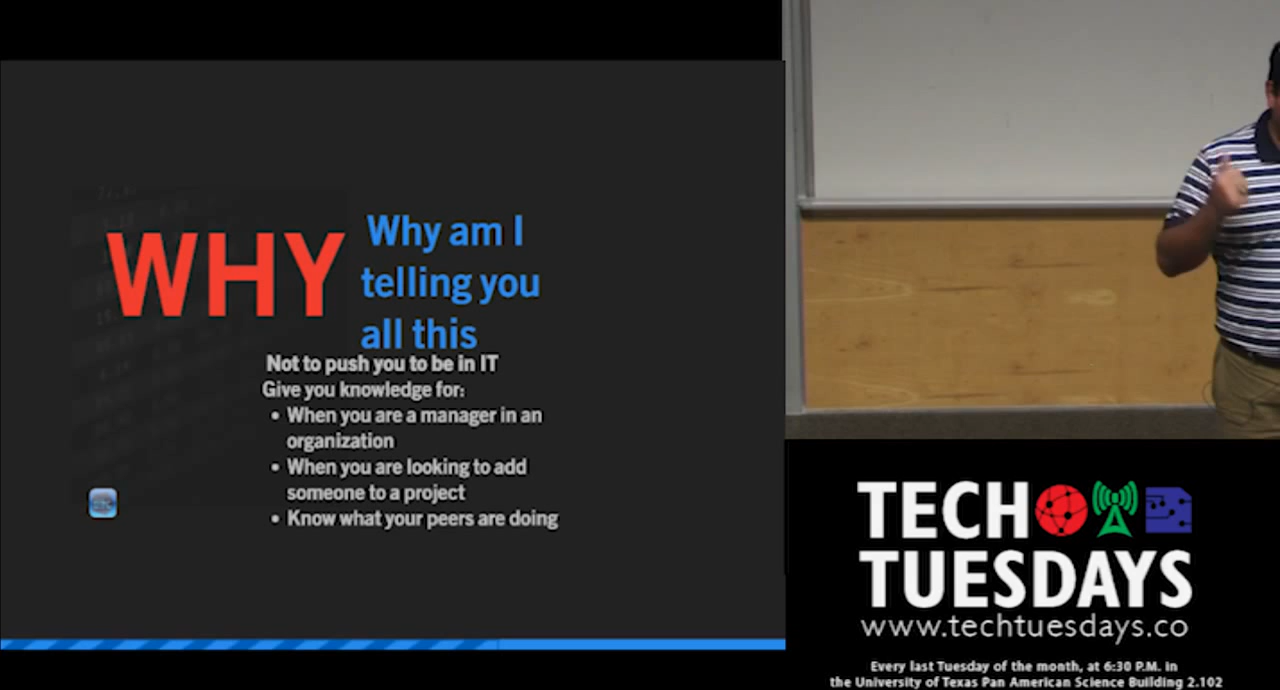 WHY
Why am I
telling you
all this
Not to push you to be in IT
Give you knowledge for:
• When you are a manager in an
organization
• When you are looking to add
someone to a project
• Know what your peers are doing
TECH
TUESDAYS
www.techtuesdays.co
Every last Tuesday of the month, at 6:30 P.M. in
the University of Texas Pan American Science Building 2.102